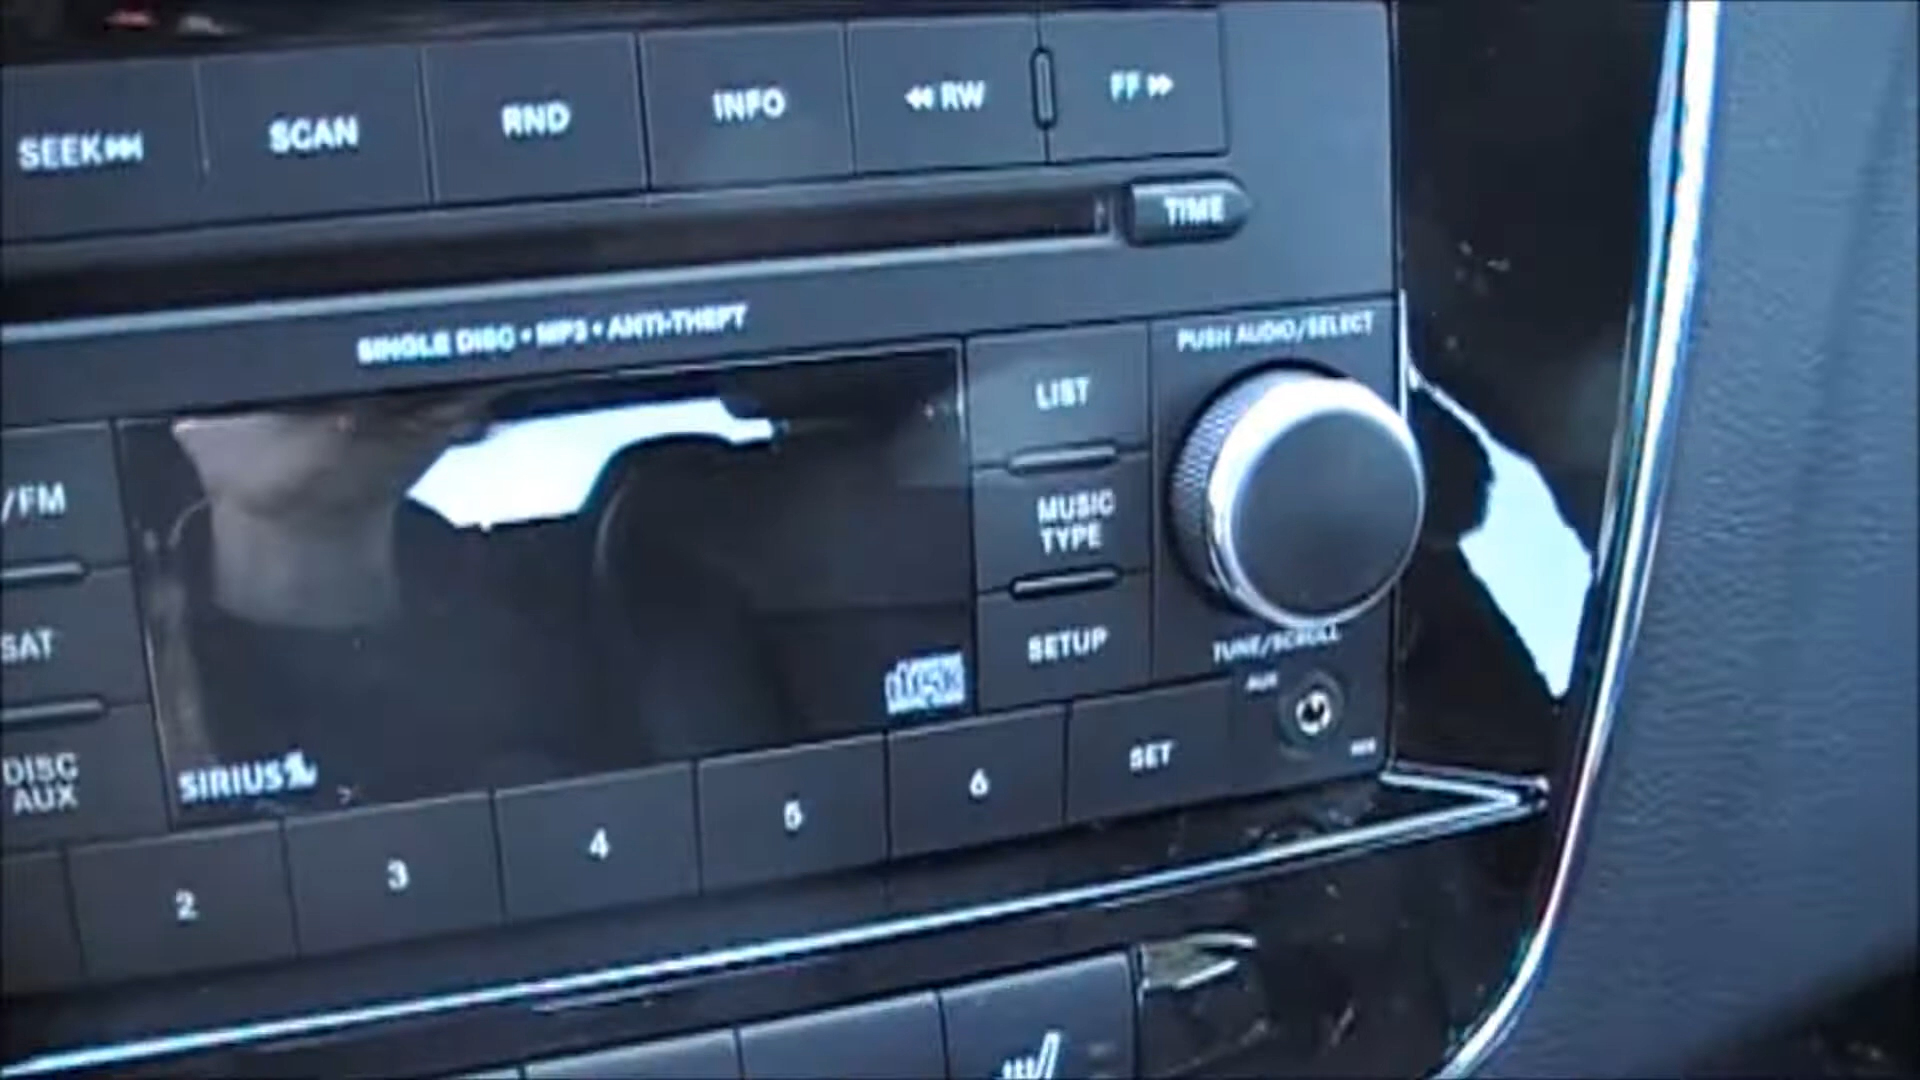 SEEK SCAN RND INFO RW FF
TIME
SINGLE DISC • MP3 • ANTI-THEFT
PUSH AUDIO/SELECT
LIST
/FM
MUSIC
TYPE
SAT
SETUP
TUNE/SCROLL
AUX
SIRIUS
DISC
AUX
2 3 4 5 6 SET